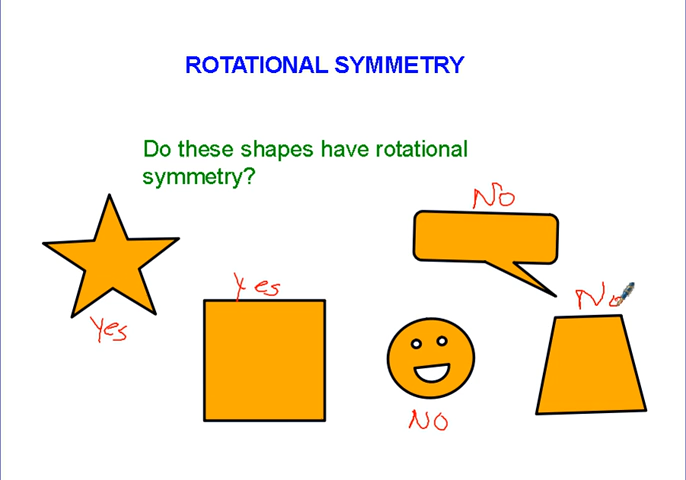 ROTATIONAL SYMMETRY
Do these shapes have rotational
symmetry?
No
Yes
No
Yes
NO